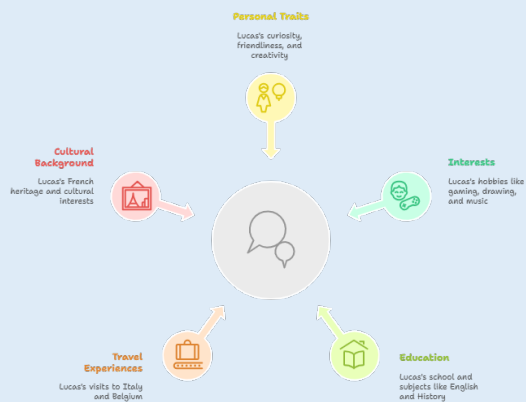 Personal Traits
Lucas's curiosity,
friendliness, and
creativity
Cultural
Background
Lucas's French
heritage and cultural
interests
Interests
Lucas's hobbies like
gaming, drawing,
and music
Travel
Experiences
Lucas's visits to Italy
and Belgium
Education
Lucas's school and
subjects like English
and History